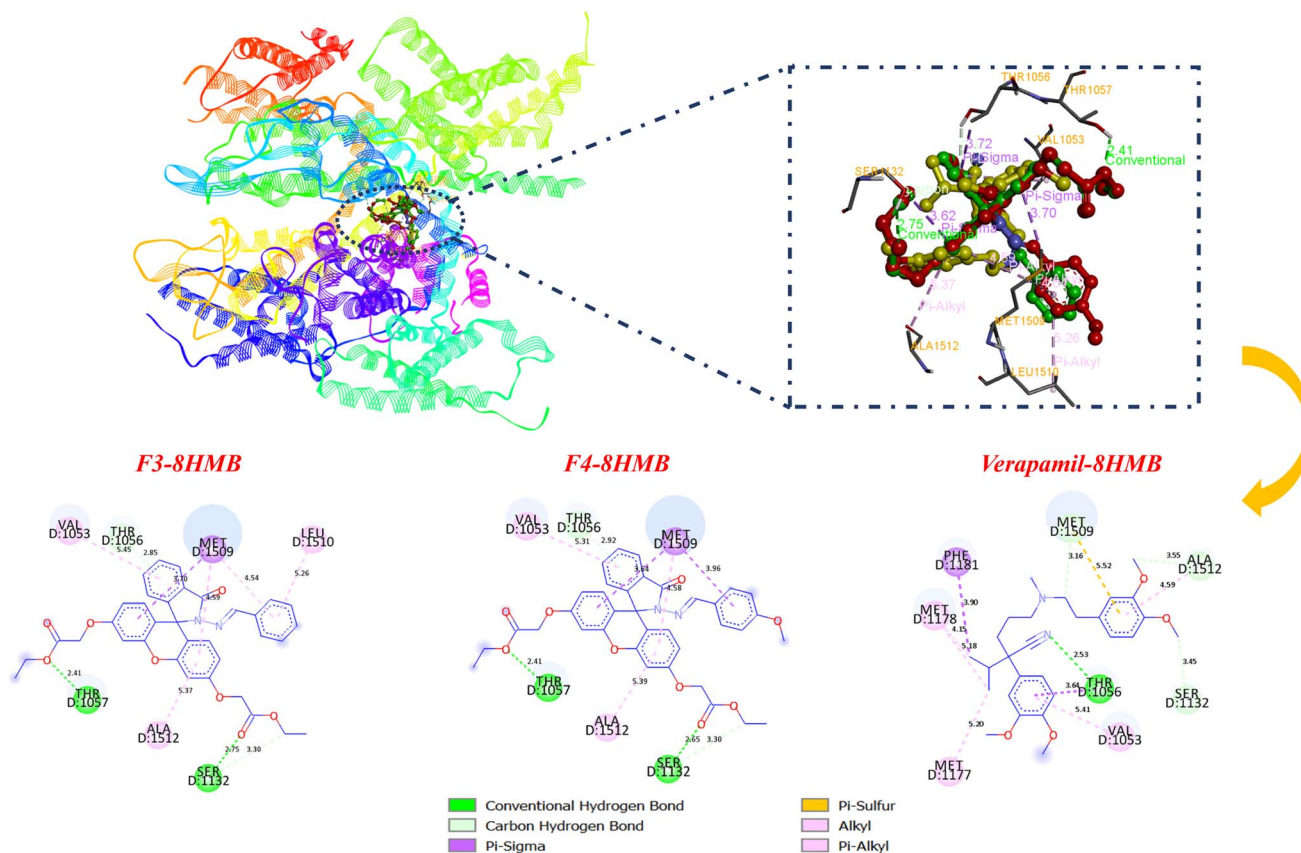 THR1056
THR1057
3.72
Pi-Sigma
VAL1053
2.41
Conventional
SER1132
Pi-Sigma
3.62
3.70
2.75
Pi-Sigma
Conventional
5.37
Pi-Alkyl
MET1509
5.26
ALA1512
LEU1510
Pi-Alkyl
F3-8HMB
F4-8HMB
Verapamil-8HMB
VAL
D:1053
THR
D:1056
MET
D:1509
LEU
D:1510
5.45
2.85
3.70
4.59
4.54
5.26
O
O
N
N
O
O
O
O
O
O
2.41
THR
D:1057
5.37
ALA
D:1512
2.75
3.30
SER
D:1132
VAL
D:1053
THR
D:1056
MET
D:1509
5.31
2.92
3.64
4.58
3.96
O
O
N
N
O
O
O
O
O
O
O
2.41
THR
D:1057
5.39
ALA
D:1512
2.65
3.30
SER
D:1132
MET
D:1509
PHE
D:1181
ALA
D:1512
MET
D:1178
3.16
5.52
3.55
4.59
3.90
4.15
5.18
N
N
O
O
2.53
3.45
THR
D:1056
SER
D:1132
3.64
5.41
5.20
VAL
D:1053
O
O
MET
D:1177
Conventional Hydrogen Bond
Carbon Hydrogen Bond
Pi-Sigma
Pi-Sulfur
Alkyl
Pi-Alkyl